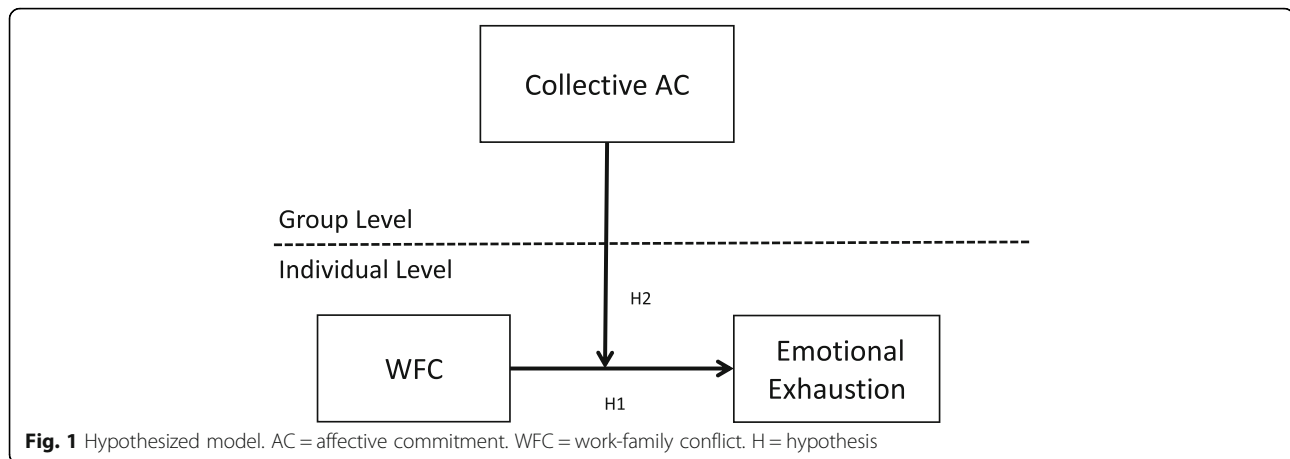 Collective AC
Group Level
Individual Level
H2
WFC
Emotional
Exhaustion
H1
Fig. 1 Hypothesized model. AC = affective commitment. WFC = work-family conflict. H = hypothesis